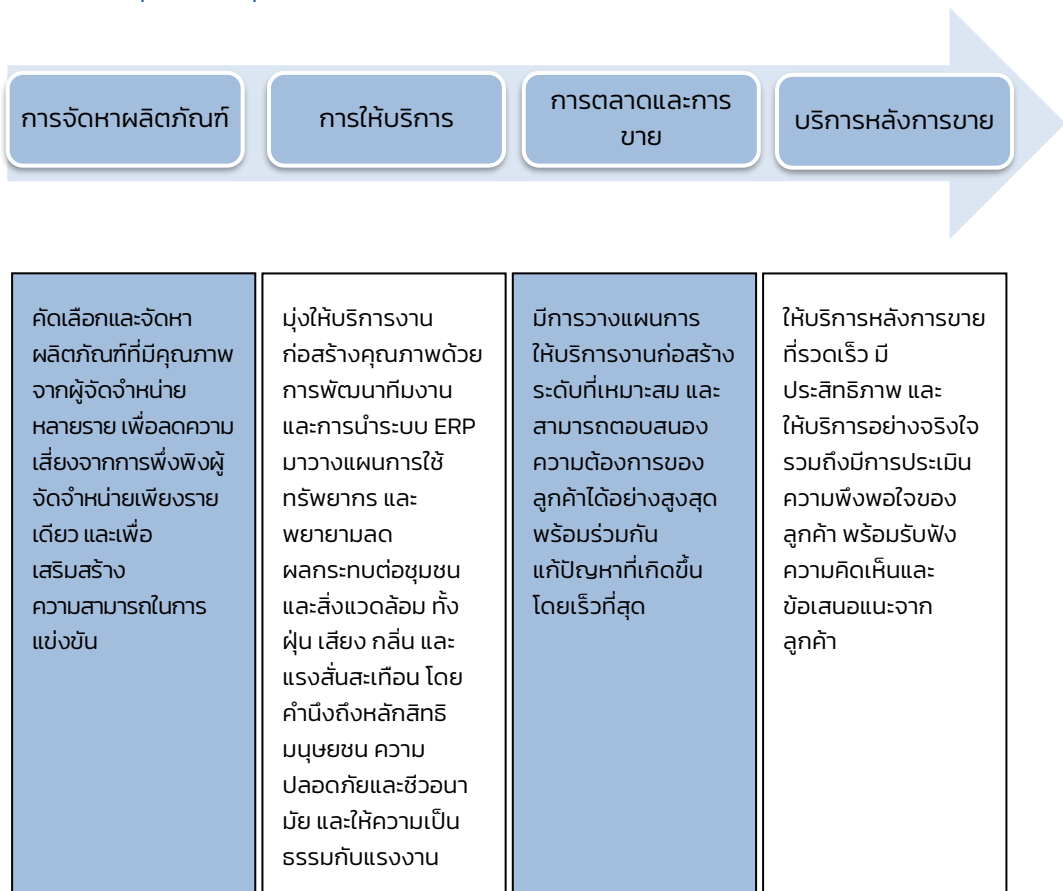 การจัดหาผลิตภัณฑ์
การให้บริการ
การตลาดและการ
ขาย
บริการหลังการขาย
คัดเลือกและจัดหา
ผลิตภัณฑ์ที่มีคุณภาพ
จากผู้จัดจำหน่าย
หลายราย เพื่อลดความ
เสี่ยงจากการพึ่งพิงผู้
จัดจำหน่ายเพียงราย
เดียว และเพื่อ
เสริมสร้าง
ความสามารถในการ
แข่งขัน
มุ่งให้บริการงาน
ก่อสร้างคุณภาพด้วย
การพัฒนาทีมงาน
และการนำระบบ ERP
มาวางแผนการใช้
ทรัพยากร และ
พยายามลด
ผลกระทบต่อชุมชน
และสิ่งแวดล้อม ทั้ง
ฝุ่น เสียง กลิ่น และ
แรงสั่นสะเทือน โดย
คำนึงถึงหลักสิทธิ
มนุษยชน ความ
ปลอดภัยและชีวอนา
มัย และให้ความเป็น
ธรรมกับแรงงาน
มีการวางแผนการ
ให้บริการงานก่อสร้าง
ระดับที่เหมาะสม และ
สามารถตอบสนอง
ความต้องการของ
ลูกค้าได้อย่างสูงสุด
พร้อมร่วมกัน
แก้ปัญหาที่เกิดขึ้น
โดยเร็วที่สุด
ให้บริการหลังการขาย
ที่รวดเร็ว มี
ประสิทธิภาพ และ
ให้บริการอย่างจริงใจ
รวมถึงมีการประเมิน
ความพึงพอใจของ
ลูกค้า พร้อมรับฟัง
ความคิดเห็นและ
ข้อเสนอแนะจาก
ลูกค้า